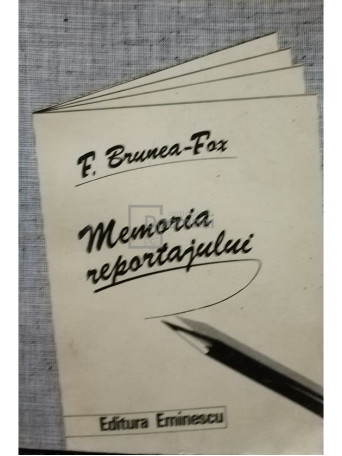 F. Brunea-Fox
Memoria
reportajului
Editura Eminescu